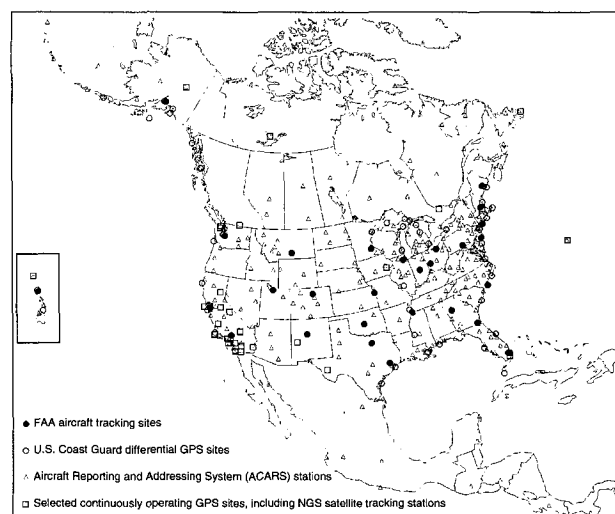 FAA aircraft tracking sites
U.S. Coast Guard differential GPS sites
Aircraft Reporting and Addressing System (ACARS) stations
Selected continuously operating GPS sites, including NGS satellite tracking stations